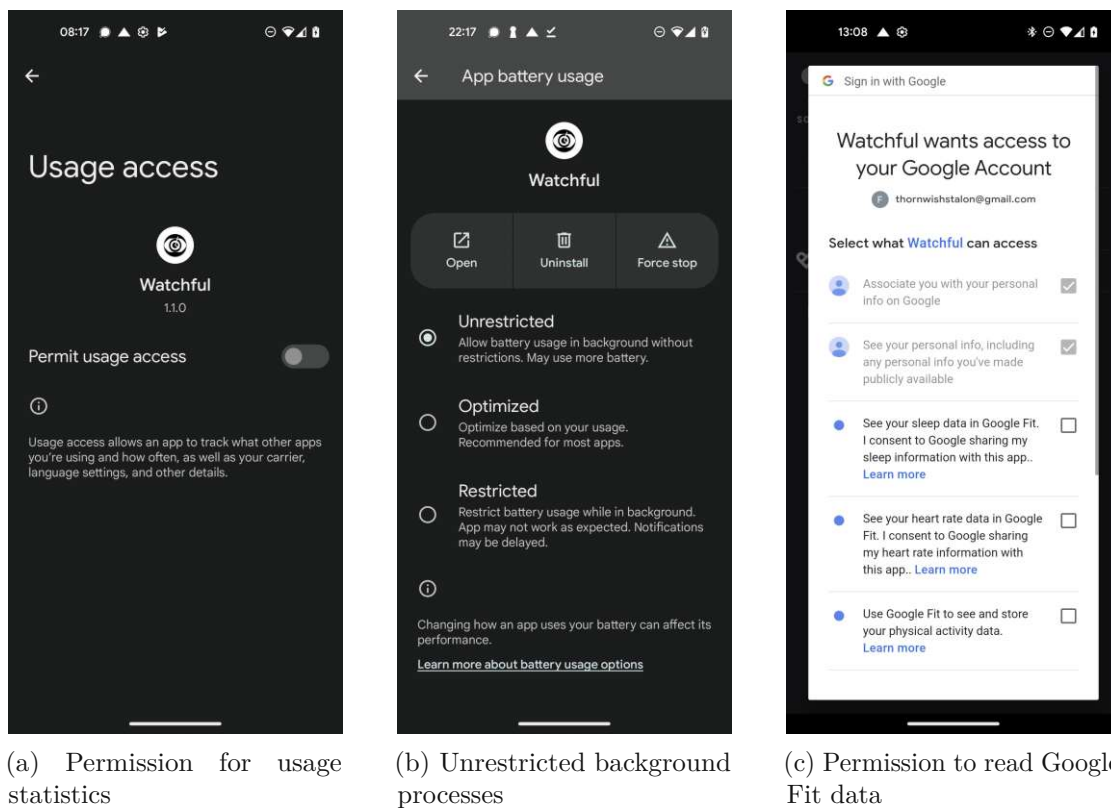 08:17
Usage access
Watchful
1.1.0
Permit usage access
Usage access allows an app to track what other apps
you're using and how often, as well as your carrier,
language settings, and other details.
(a) Permission for usage
statistics
22:17
App battery usage
Watchful
Open Uninstall Force stop
Unrestricted
Allow battery usage in background without
restrictions. May use more battery.
Optimized
Optimize based on your usage.
Recommended for most apps.
Restricted
Restrict battery usage while in background.
App may not work as expected. Notifications
may be delayed.
Changing how an app uses your battery can affect its
performance.
Learn more about battery usage options
(b) Unrestricted background
processes
13:08
G Sign in with Google
Watchful wants access to
your Google Account
F thornwishstalon@gmail.com
Select what Watchful can access
Associate you with your personal
info on Google
See your personal info, including
any personal info you've made
publicly available
See your sleep data in Google Fit.
I consent to Google sharing my
sleep information with this app..
Learn more
See your heart rate data in Google
Fit. I consent to Google sharing
my heart rate information with
this app.. Learn more
Use Google Fit to see and store
your physical activity data.
Learn more
(c) Permission to read Google
Fit data